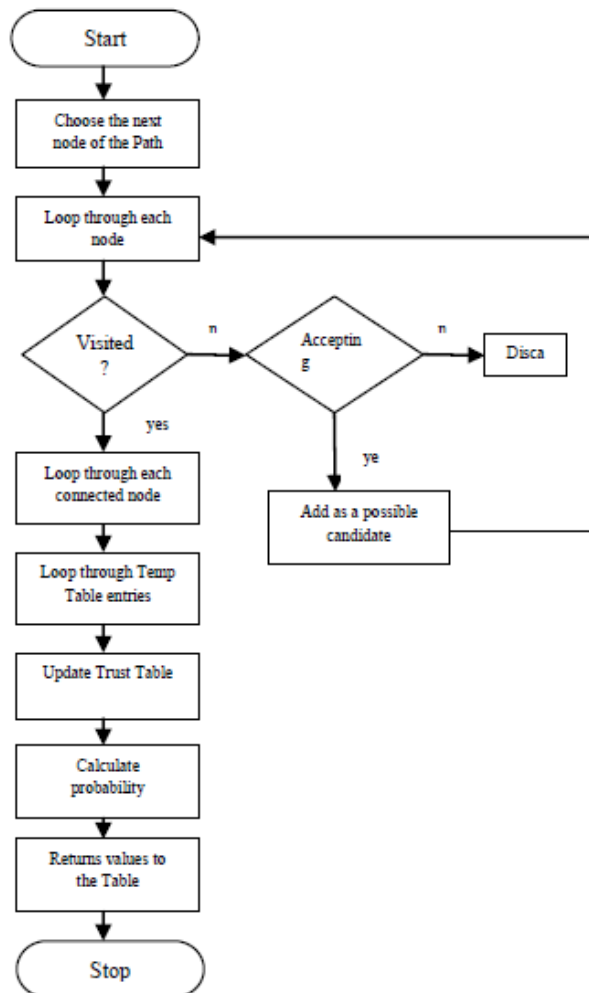 Start
Choose the next
node of the Path
Loop through each
node
Visited
?
n
Acceptin
g
n
Disca
yes
ye
Loop through each
connected node
Add as a possible
candidate
Loop through Temp
Table entries
Update Trust Table
Calculate
probability
Returns values to
the Table
Stop